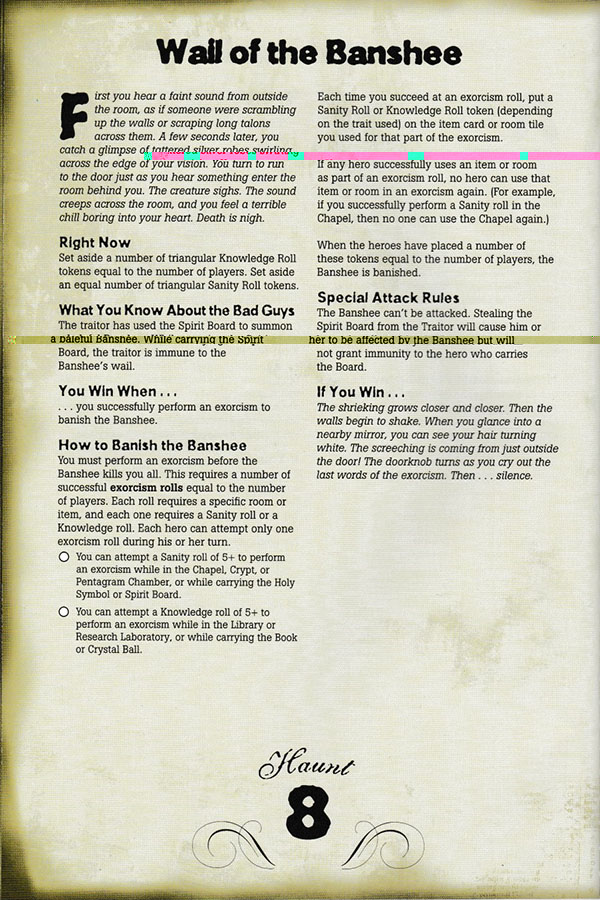 Wail of the Banshee
First you hear a faint sound from outside
the room, as if someone were scrambling
up the walls or scraping long talons
across them. A few seconds later, you
catch a glimpse of tattered silver robes swirling
across the edge of your vision. You turn to run
to the door just as you hear something enter the
room behind you. The creature sighs. The sound
creeps across the room, and you feel a terrible
chill boring into your heart. Death is nigh.
Right Now
Set aside a number of triangular Knowledge Roll
tokens equal to the number of players. Set aside
an equal number of triangular Sanity Roll tokens.
What You Know About the Bad Guys
The traitor has used the Spirit Board to summon
a baleful Banshee. While carrying the Spirit
Board, the traitor is immune to the
Banshee's wail.
You Win When . . .
. . . you successfully perform an exorcism to
banish the Banshee.
How to Banish the Banshee
You must perform an exorcism before the
Banshee kills you all. This requires a number of
successful exorcism rolls equal to the number
of players. Each roll requires a specific room or
item, and each one requires a Sanity roll or a
Knowledge roll. Each hero can attempt only one
exorcism roll during his or her turn.
You can attempt a Sanity roll of 5+ to perform
an exorcism while in the Chapel, Crypt, or
Pentagram Chamber, or while carrying the Holy
Symbol or Spirit Board.
You can attempt a Knowledge roll of 5+ to
perform an exorcism while in the Library or
Research Laboratory, or while carrying the Book
or Crystal Ball.
Each time you succeed at an exorcism roll, put a
Sanity Roll or Knowledge Roll token (depending
on the trait used) on the item card or room tile
you used for that part of the exorcism.
If any hero successfully uses an item or room
as part of an exorcism roll, no hero can use that
item or room in an exorcism again. (For example,
if you successfully perform a Sanity roll in the
Chapel, then no one can use the Chapel again.)
When the heroes have placed a number of
these tokens equal to the number of players, the
Banshee is banished.
Special Attack Rules
The Banshee can't be attacked. Stealing the
Spirit Board from the Traitor will cause him or
her to be affected by the Banshee but will
not grant immunity to the hero who carries
the Board.
If You Win . . .
The shrieking grows closer and closer. Then the
walls begin to shake. When you glance into a
nearby mirror, you can see your hair turning
white. The screeching is coming from just outside
the door! The doorknob turns as you cry out the
last words of the exorcism. Then . . . silence.
Haunt
8